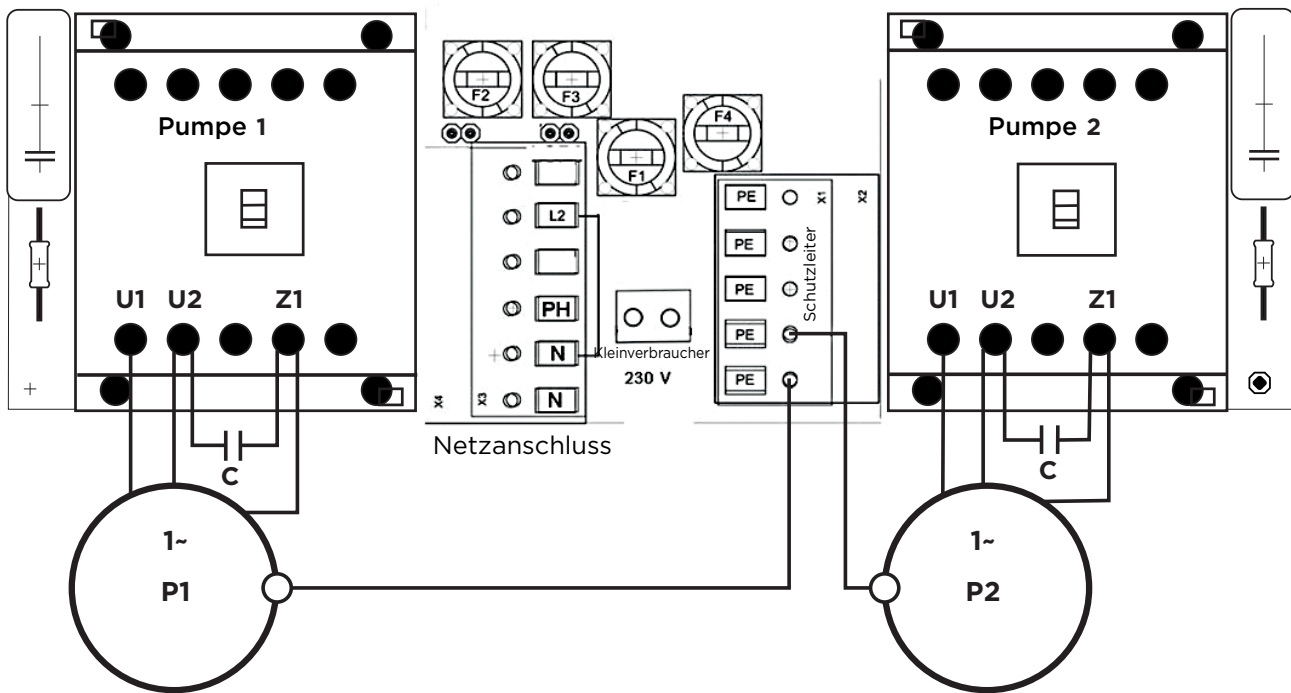 Pumpe 1
U1 U2 Z1
C
1~
P1
F2
F3
F1
F4
L2
PH
N
N
X4
X3
Netzanschluss
Kleinverbraucher
230 V
PE
PE
PE
PE
PE
X1
X2
Schutzleiter
Pumpe 2
U1 U2 Z1
C
1~
P2